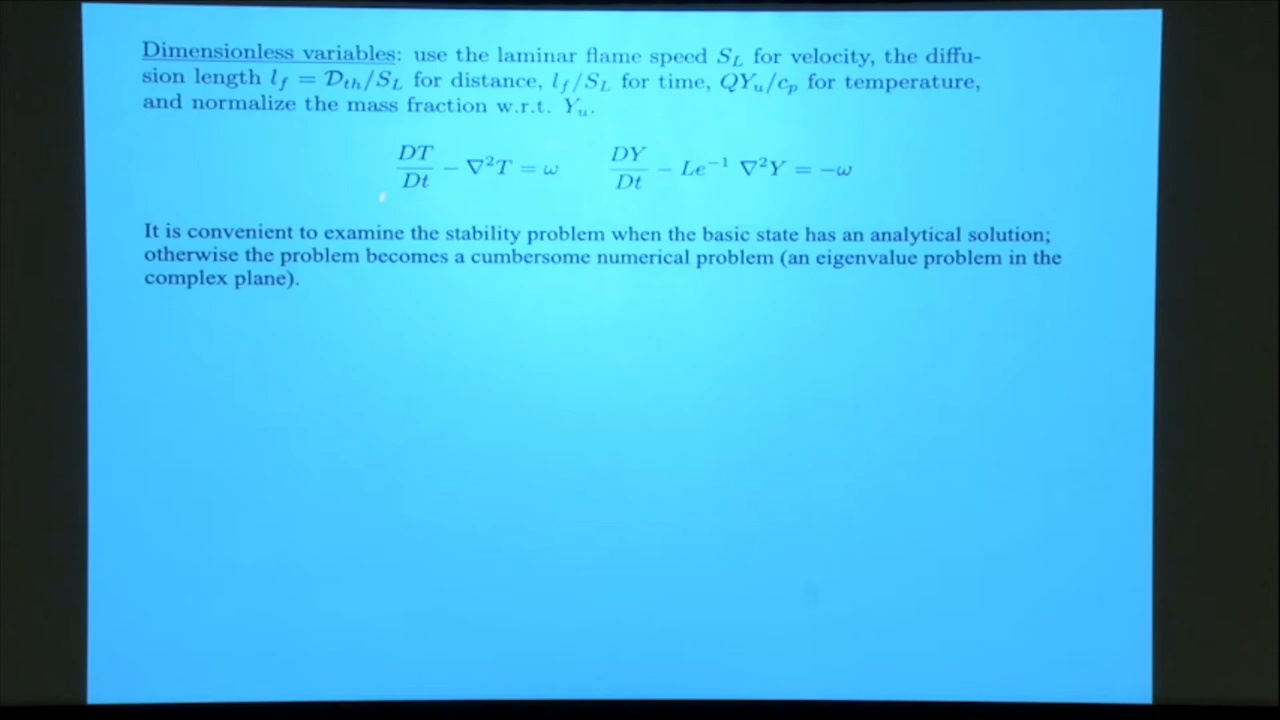 Dimensionless variables: use the laminar flame speed S_L for velocity, the diffu-
sion length l_f = D_th/S_L for distance, l_f/S_L for time, QY_u/c_p for temperature,
and normalize the mass fraction w.r.t. Y_u.
DT/Dt − ∇²T = ω    DY/Dt − Le⁻¹ ∇²Y = −ω
It is convenient to examine the stability problem when the basic state has an analytical solution;
otherwise the problem becomes a cumbersome numerical problem (an eigenvalue problem in the
complex plane).